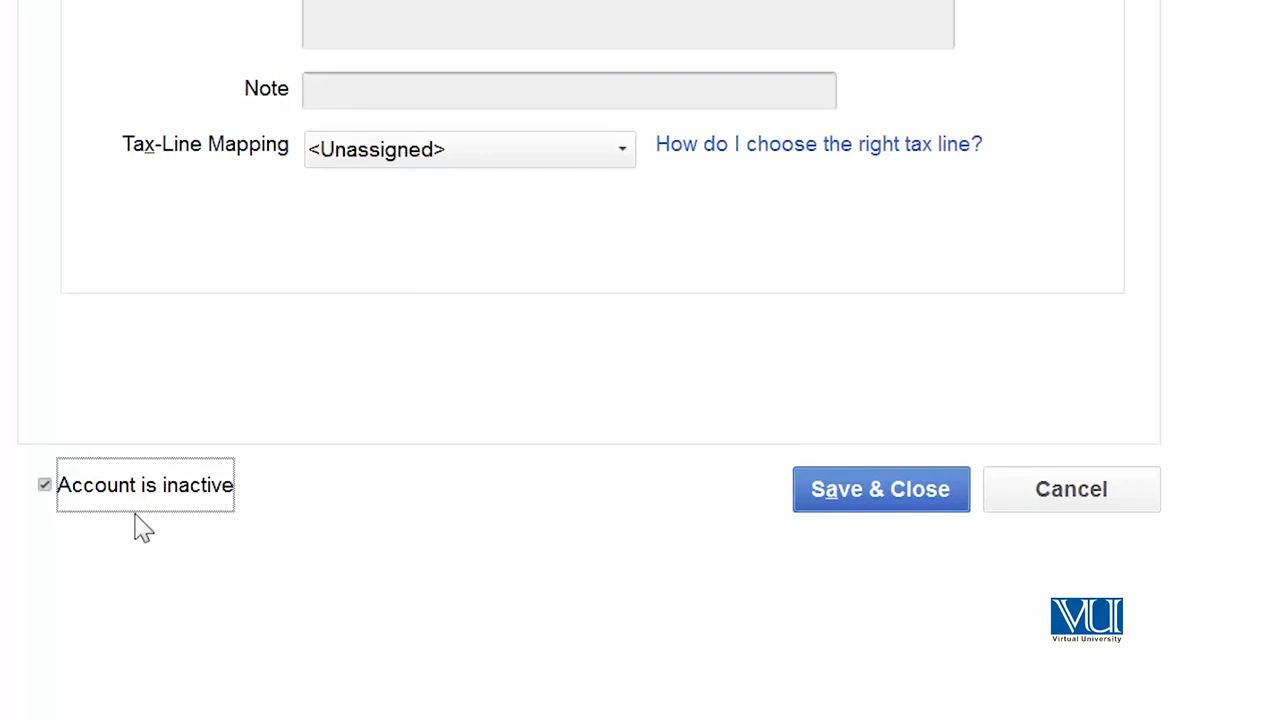 Note
Tax-Line Mapping <Unassigned> How do I choose the right tax line?
Account is inactive Save & Close Cancel
VU
Virtual University